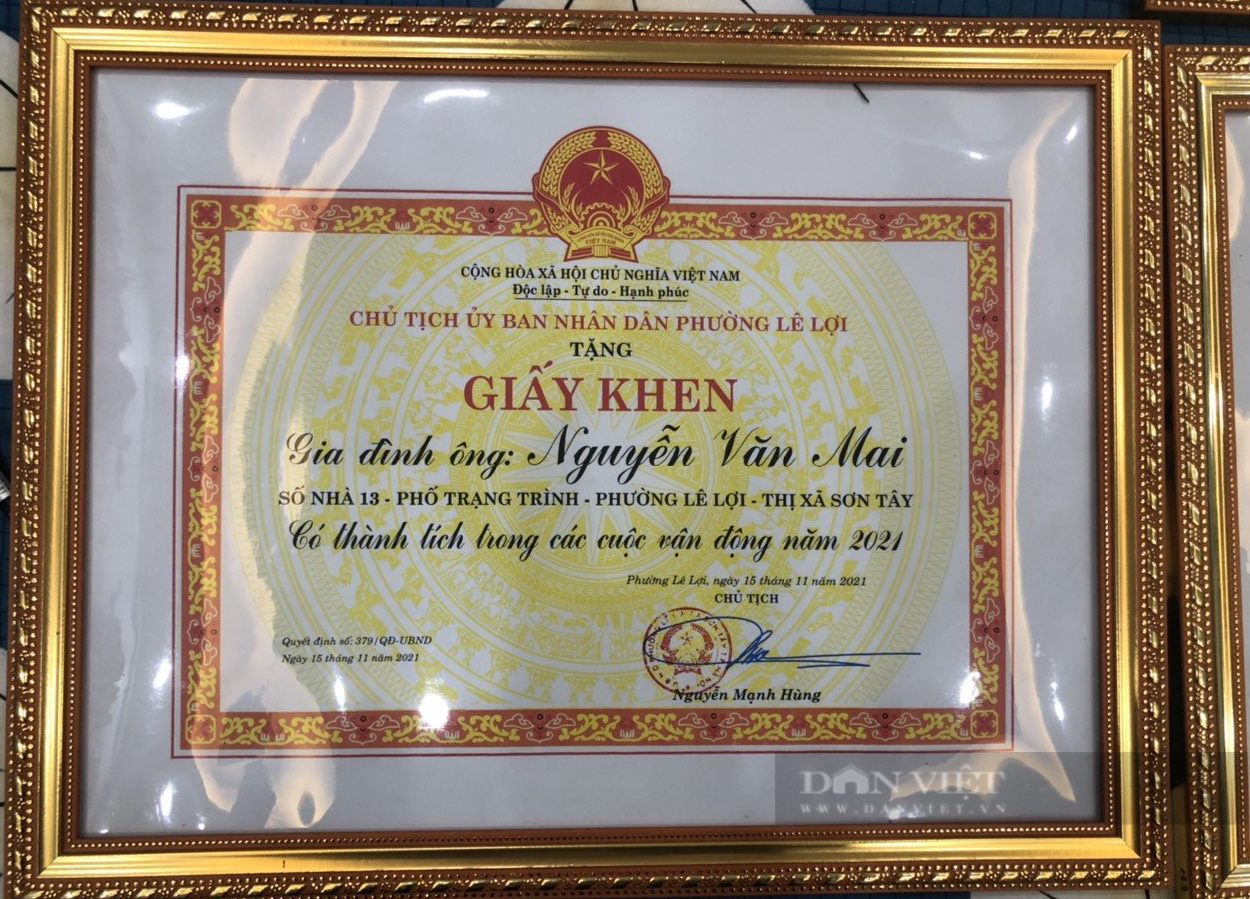 VIỆT NAM
CỘNG HÒA XÃ HỘI CHỦ NGHĨA VIỆT NAM
Độc lập - Tự do - Hạnh phúc
CHỦ TỊCH ỦY BAN NHÂN DÂN PHƯỜNG LÊ LỢI
TẶNG
GIẤY KHEN
Gia đình ông: Nguyễn Văn Mai
SỐ NHÀ 13 - PHỐ TRẠNG TRÌNH - PHƯỜNG LÊ LỢI - THỊ XÃ SƠN TÂY
Có thành tích trong các cuộc vận động năm 2021
Phường Lê Lợi, ngày 15 tháng 11 năm 2021
CHỦ TỊCH
Quyết định số: 379/QĐ-UBND
Ngày 15 tháng 11 năm 2021
Nguyễn Mạnh Hùng
DÂN VIỆT
WWW.DANVIET.VN